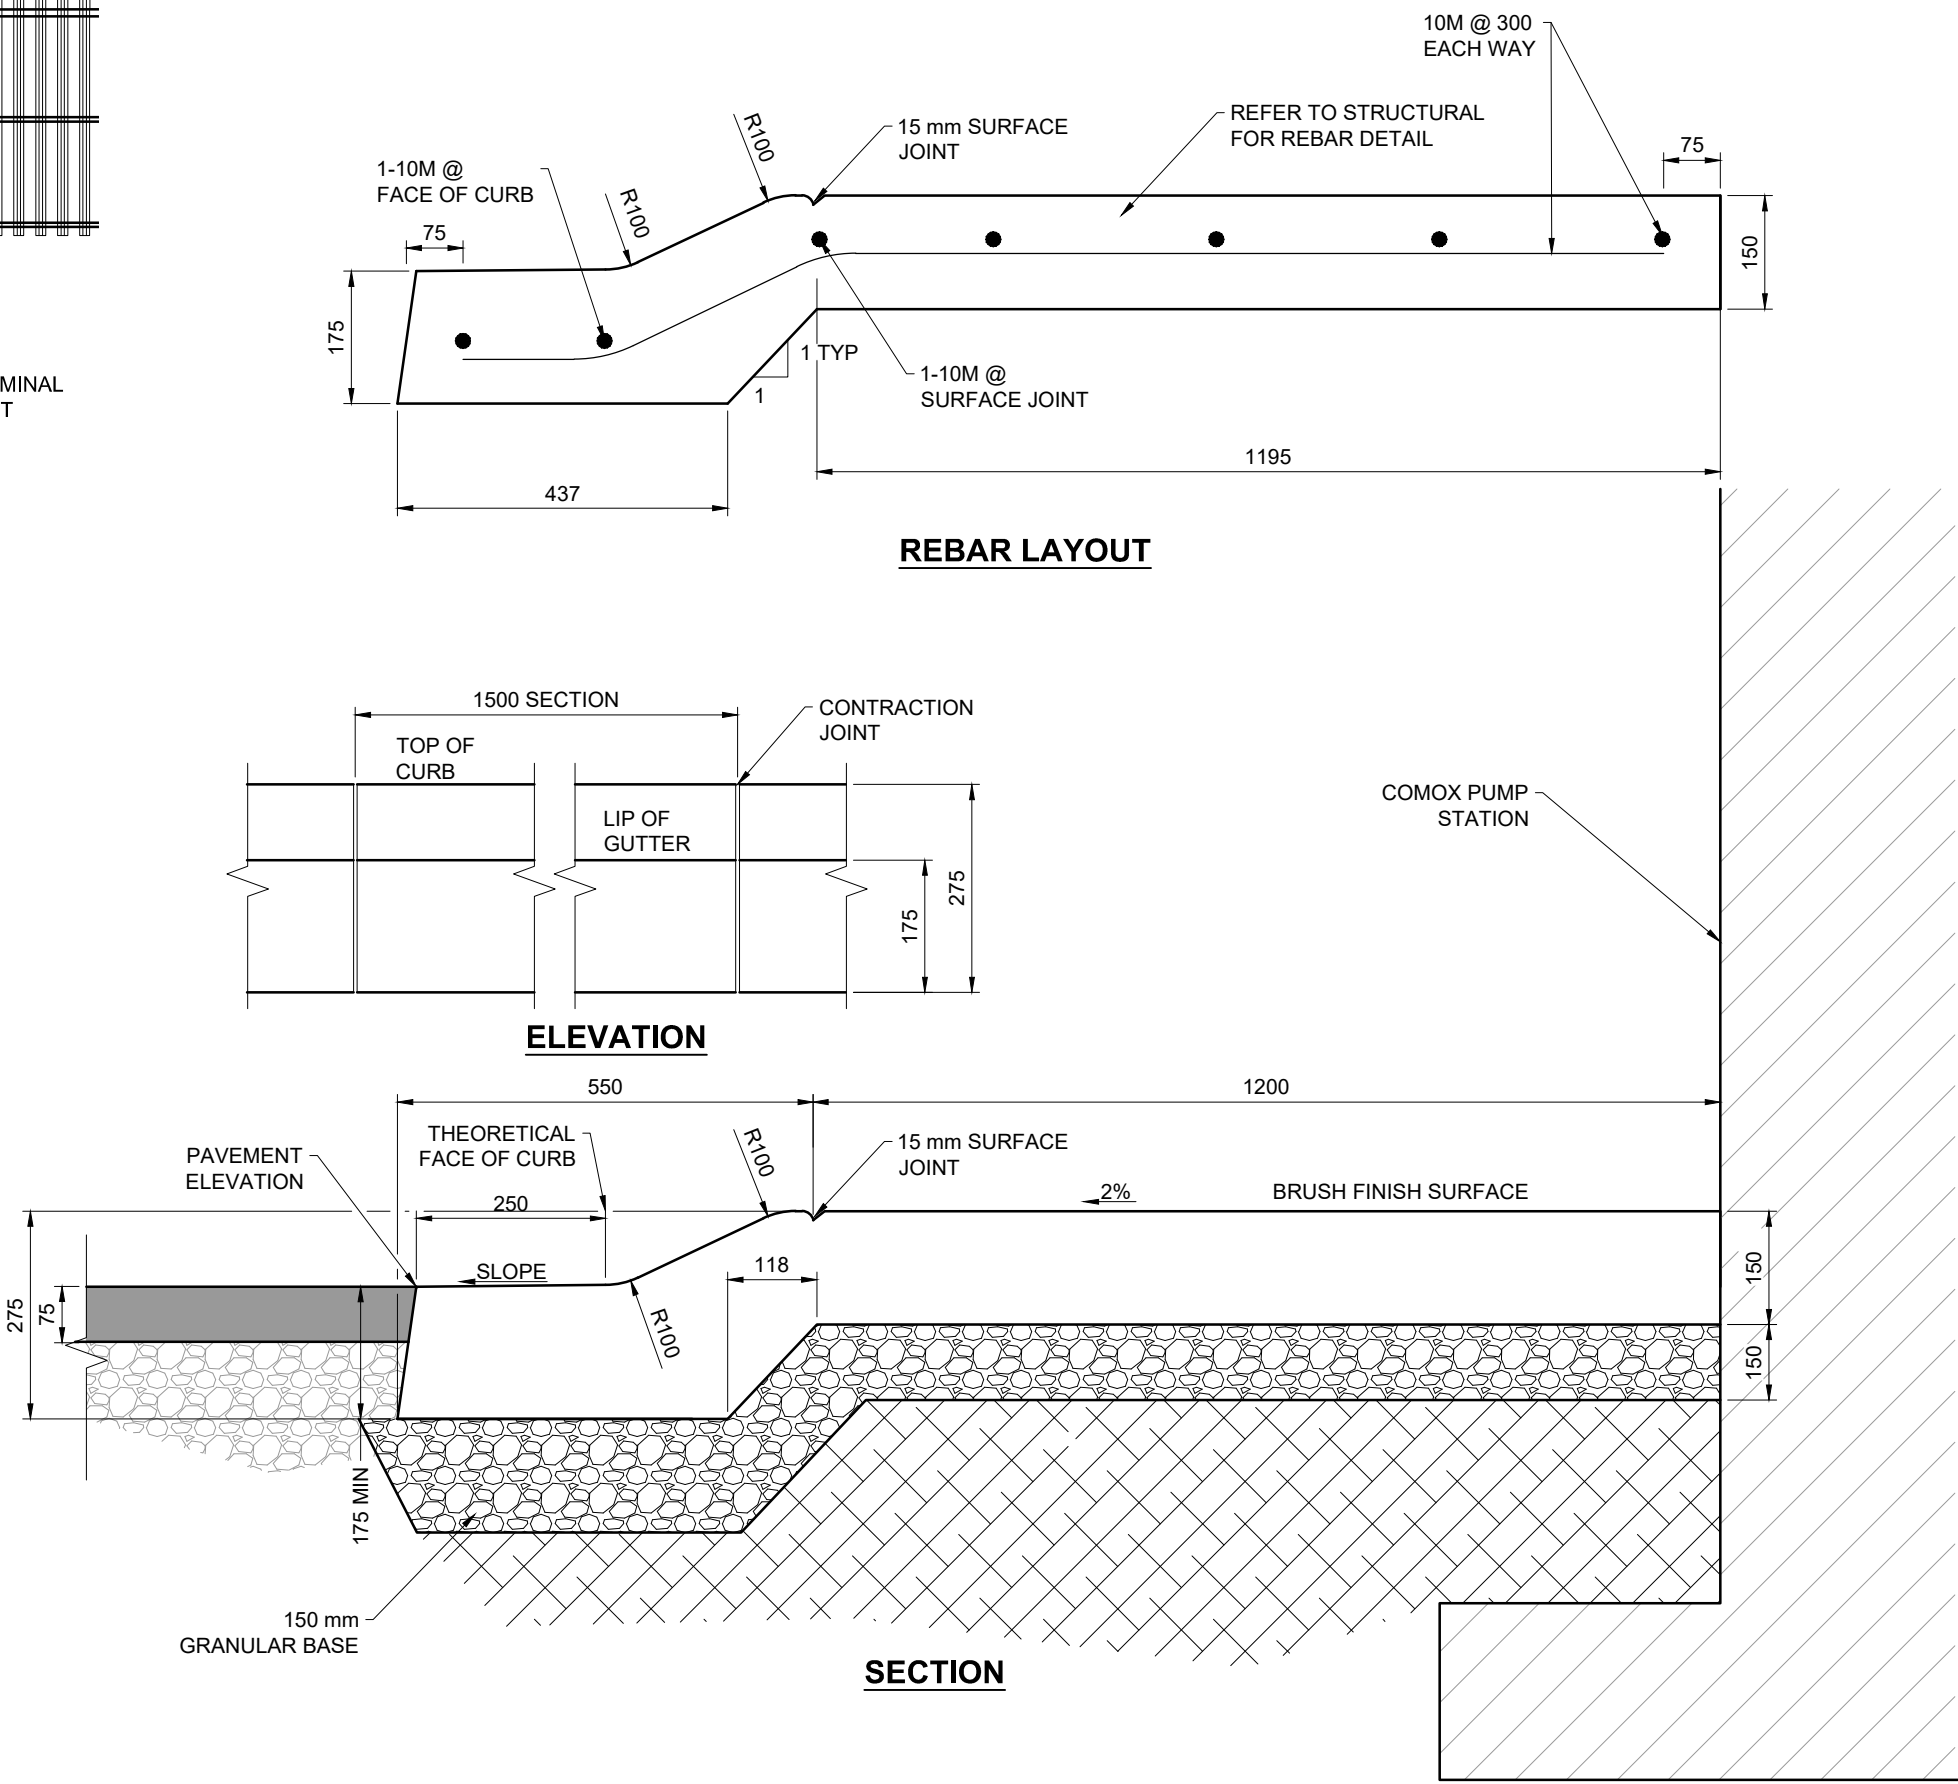 10M @ 300
EACH WAY
REFER TO STRUCTURAL
FOR REBAR DETAIL
15 mm SURFACE
JOINT
R100
R100
1-10M @
FACE OF CURB
75
75
150
175
1 TYP
1
1-10M @
SURFACE JOINT
MINAL
T
1195
437
REBAR LAYOUT
1500 SECTION
CONTRACTION
JOINT
TOP OF
CURB
LIP OF
GUTTER
175
275
COMOX PUMP
STATION
ELEVATION
550
1200
THEORETICAL
FACE OF CURB
R100
15 mm SURFACE
JOINT
PAVEMENT
ELEVATION
250
2%
BRUSH FINISH SURFACE
SLOPE
118
275
75
R100
150
150
175 MIN
150 mm
GRANULAR BASE
SECTION